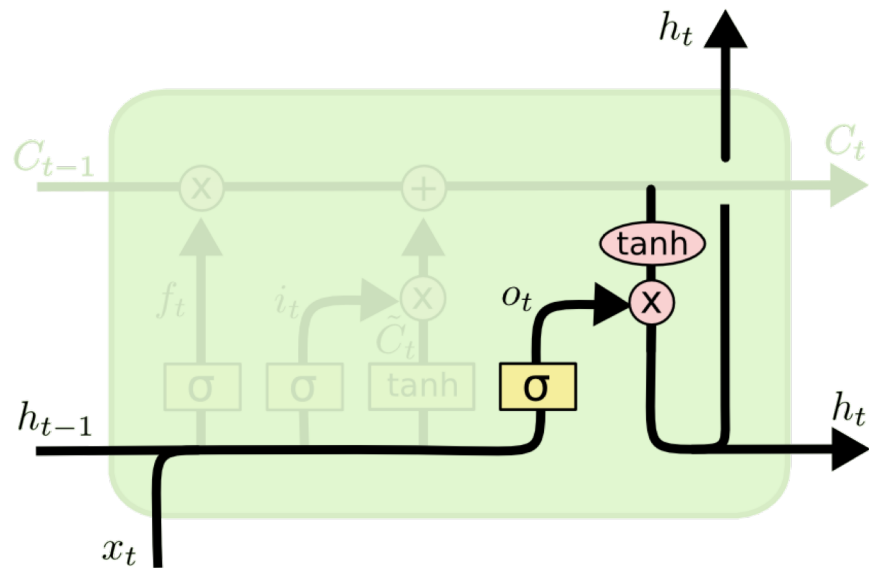 h_t
C_{t-1}
C_t
x
+
tanh
f_t
i_t
x
o_t
x
C̃_t
σ
σ
tanh
σ
h_{t-1}
h_t
x_t